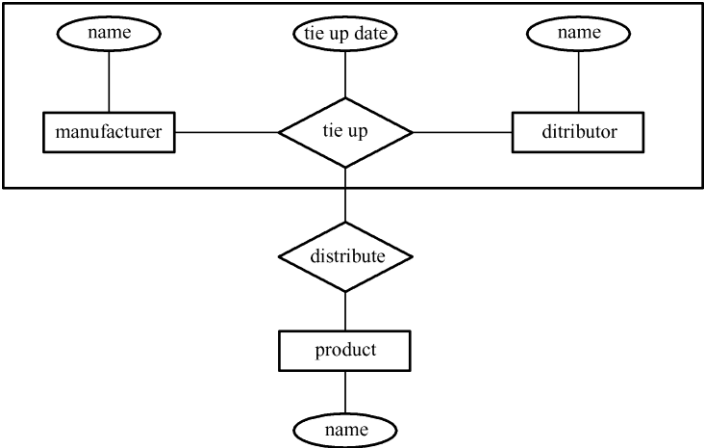 name
tie up date
name
manufacturer
tie up
ditributor
distribute
product
name